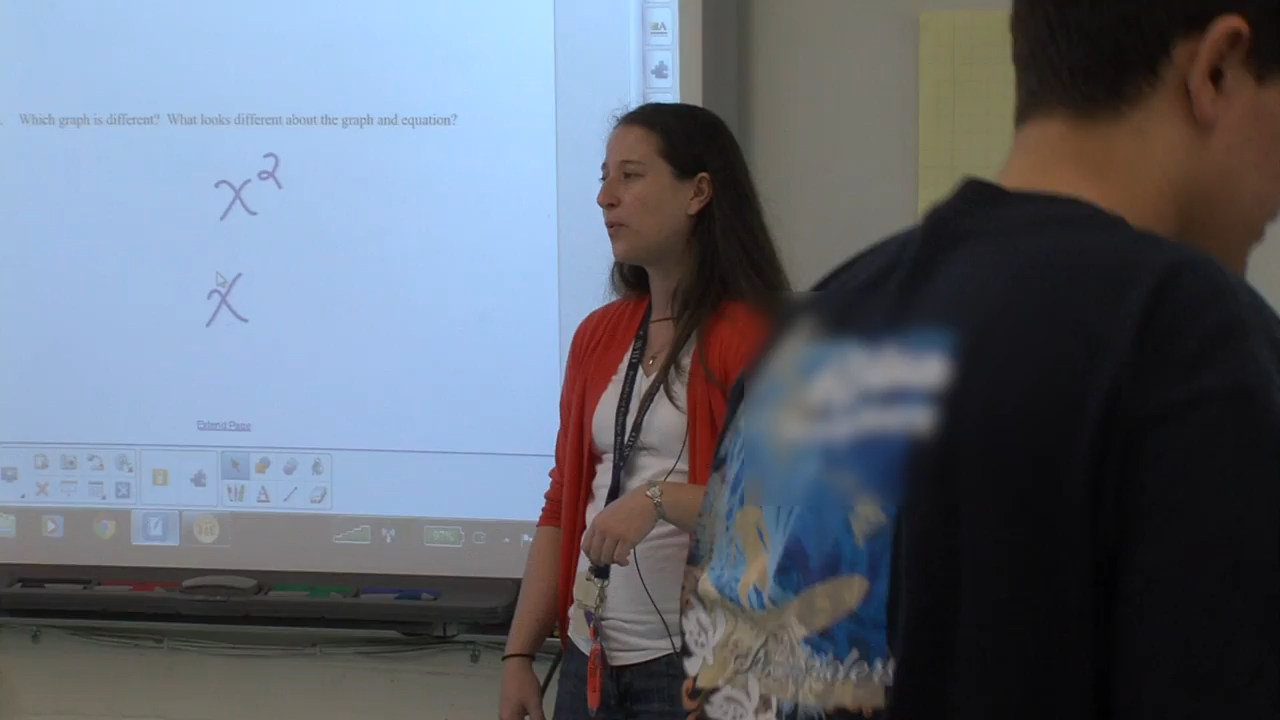 Which graph is different? What looks different about the graph and equation?
x²
x
Extend Page